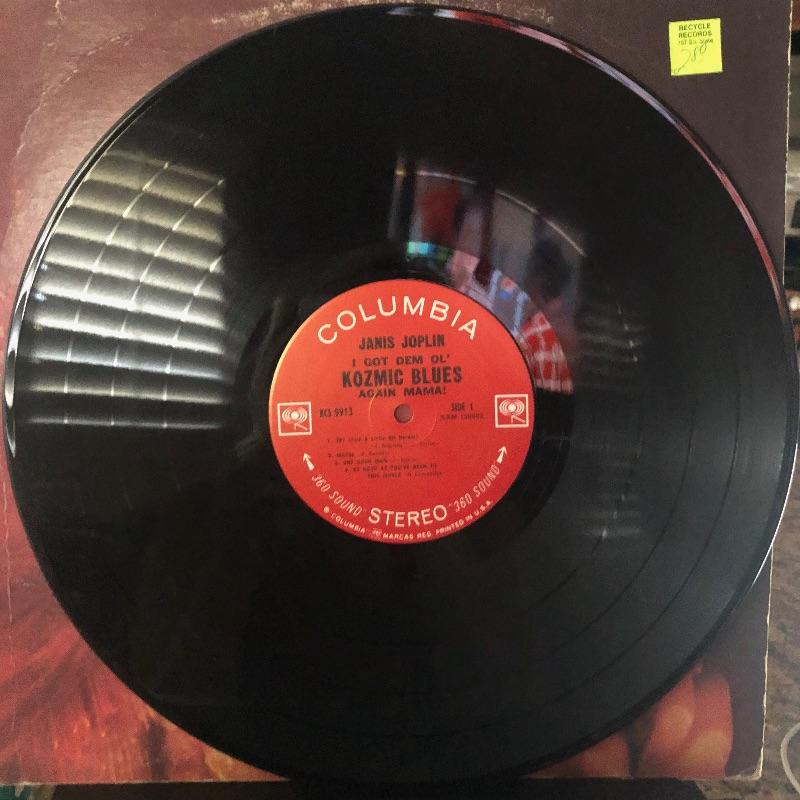 RECYCLE
RECORDS
COLUMBIA
JANIS JOPLIN
I GOT DEM OL'
KOZMIC BLUES
AGAIN MAMA!
KCS 9913
SIDE 1
1. TRY (Just A Little Bit Harder)
2. MAYBE
3. ONE GOOD MAN
4. AS GOOD AS YOU'VE BEEN TO
THIS WORLD
"360 SOUND" STEREO "360 SOUND"
® COLUMBIA MARCAS REG. PRINTED IN U.S.A.